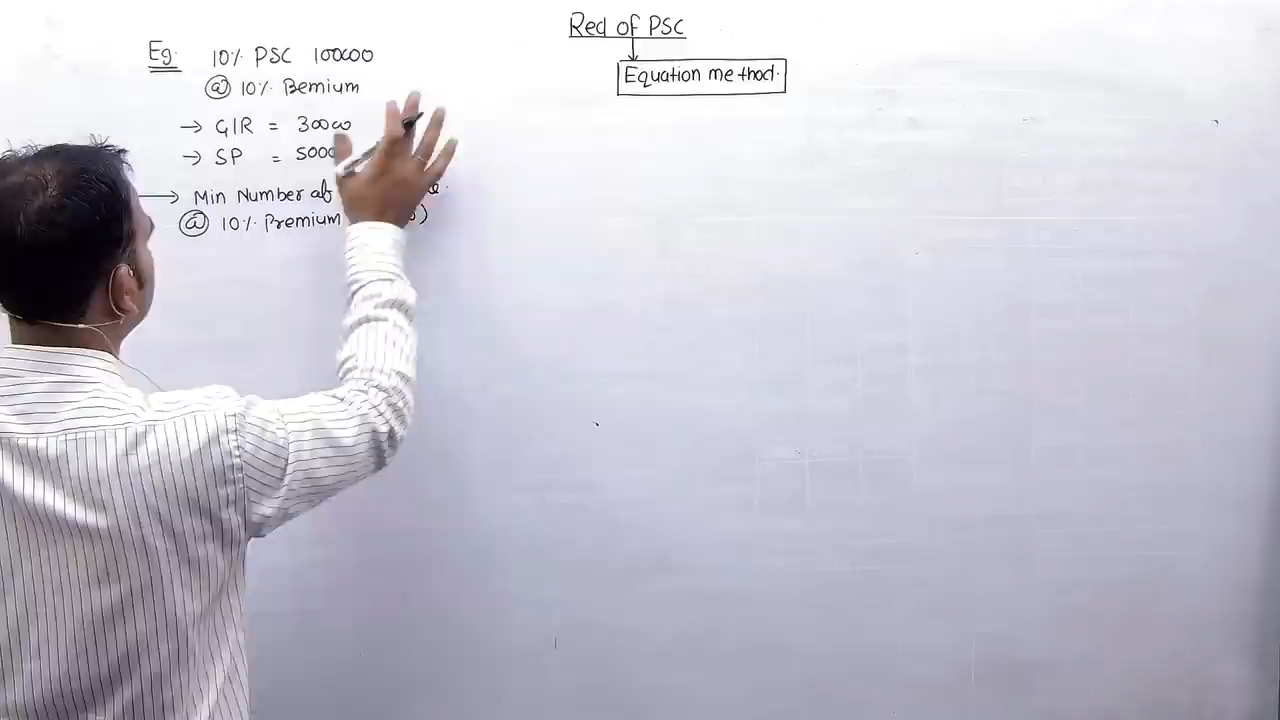 Red of PSC
Equation method.
Eg. 10% PSC 100000
@ 10% Premium
→ GIR = 30000
→ SP = 5000
→ Min Number of
@ 10% Premium